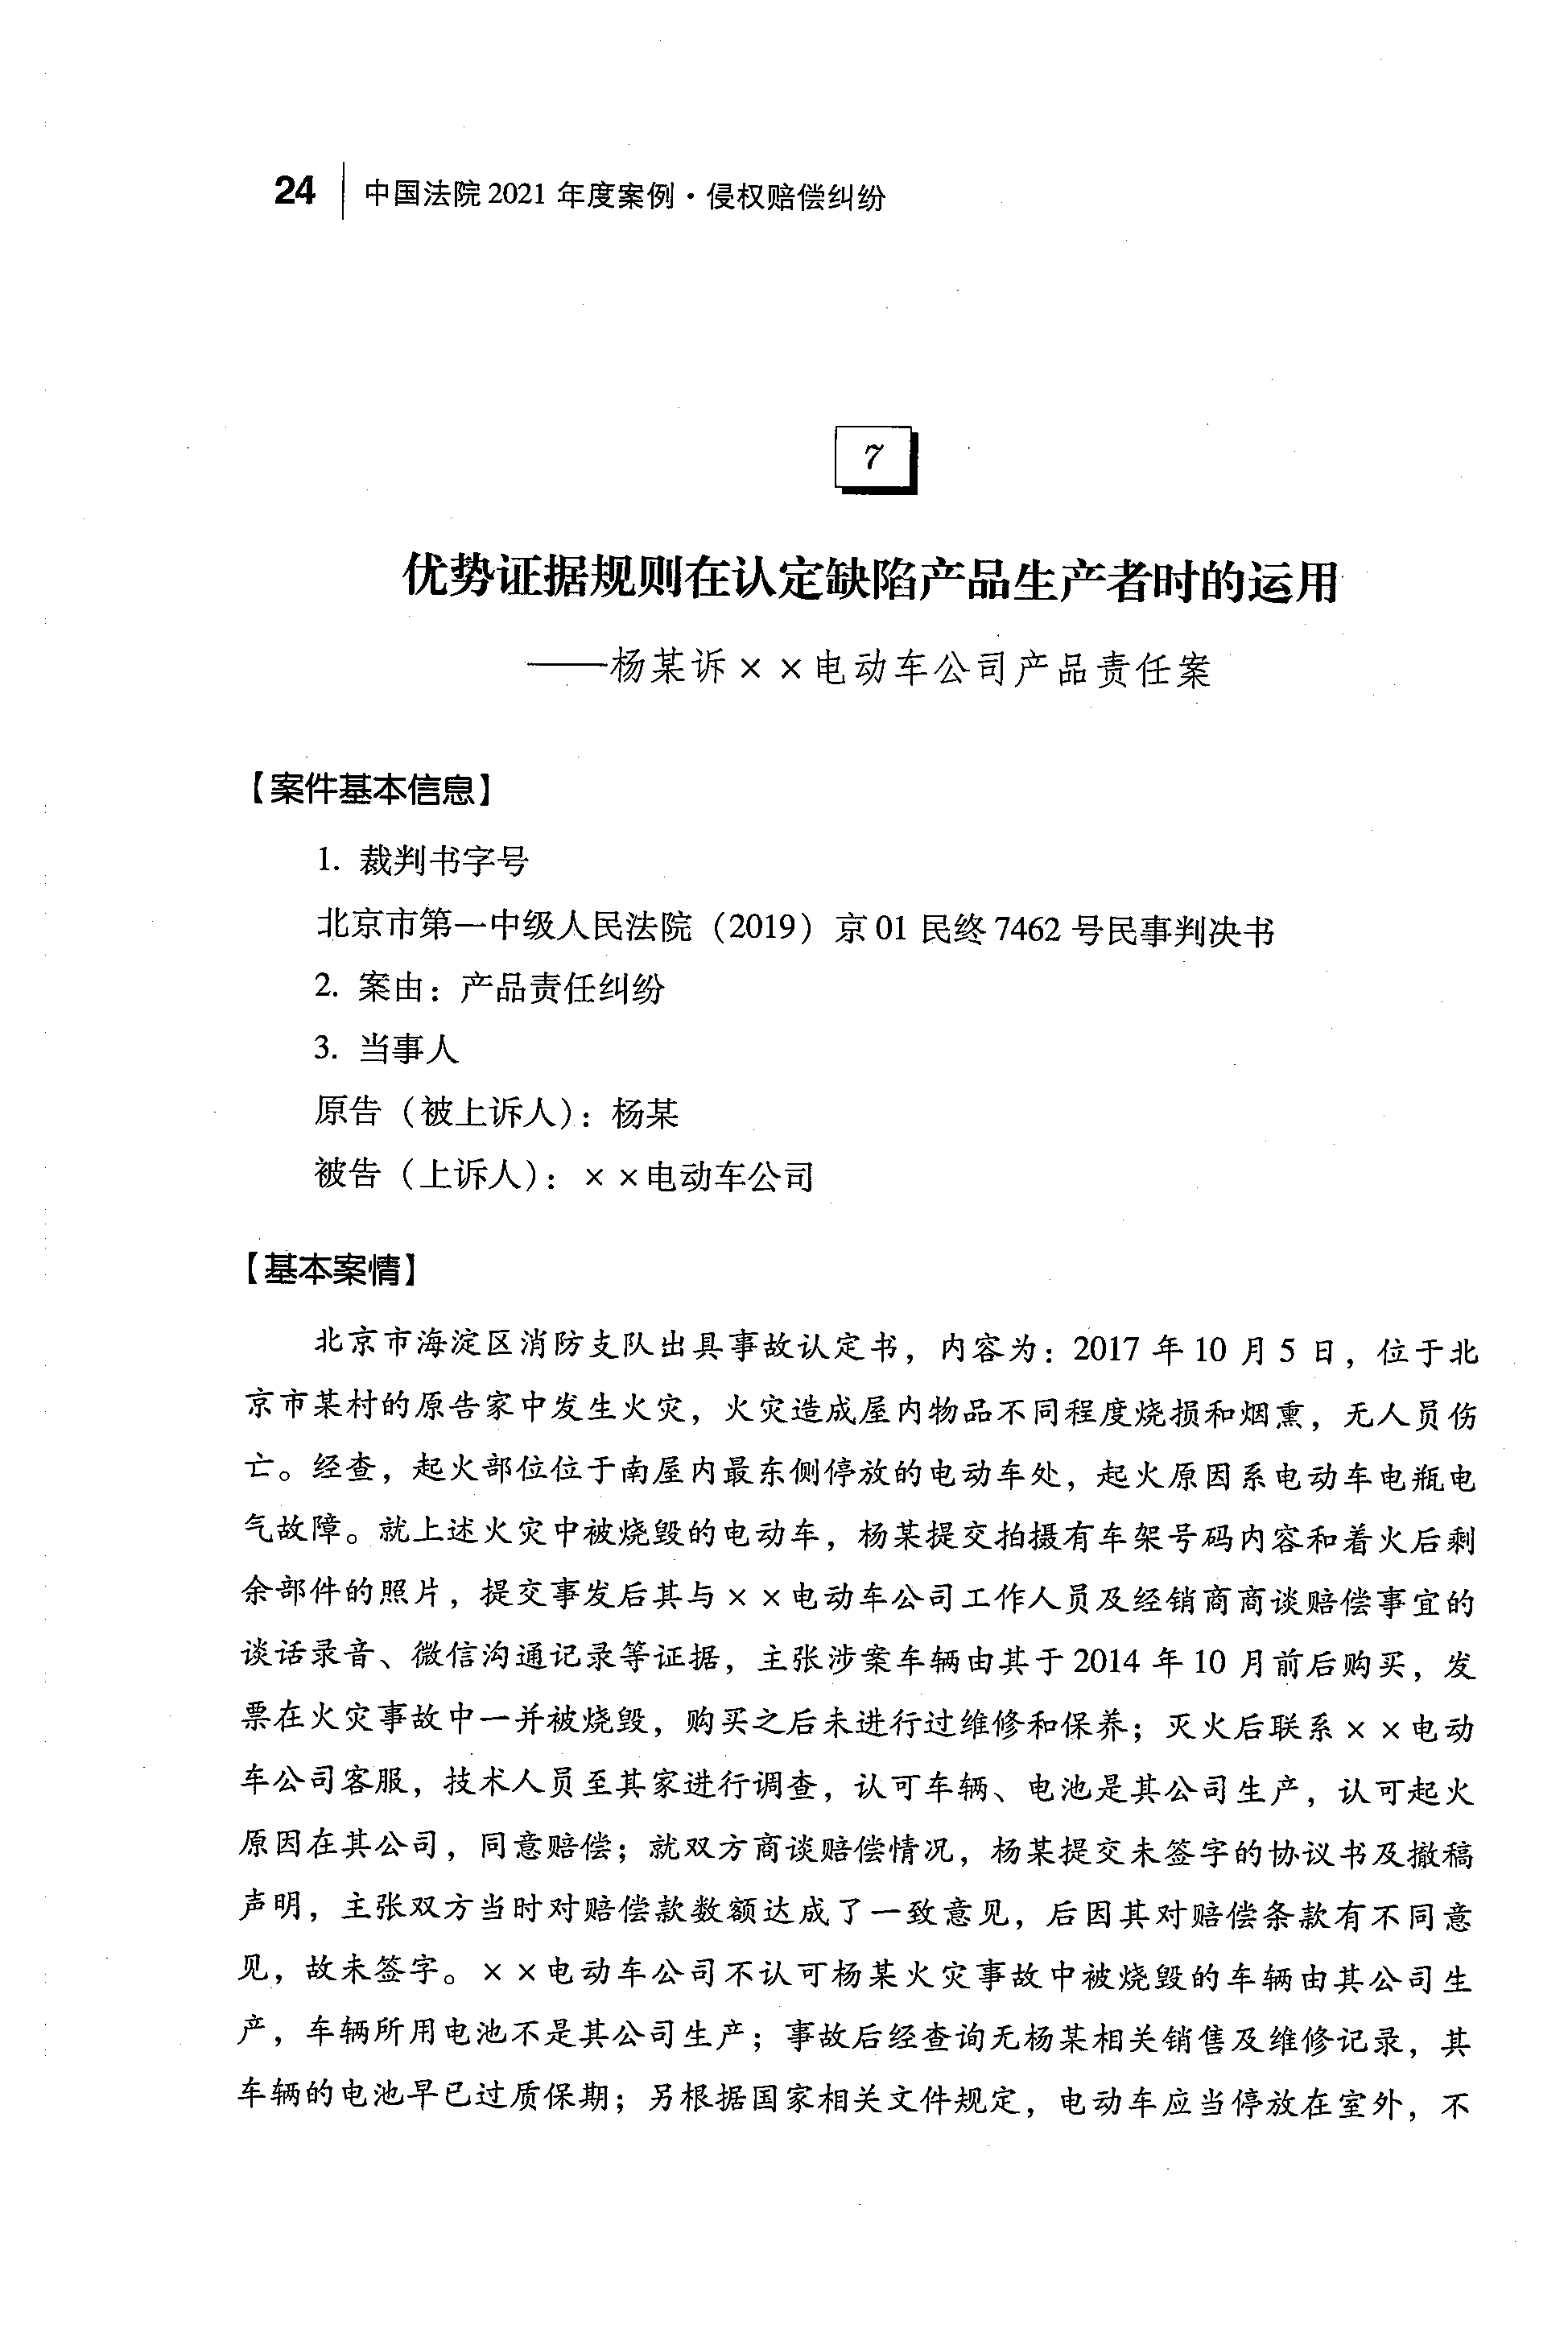 24 中国法院2021年度案例·侵权赔偿纠纷
7
优势证据规则在认定缺陷产品生产者时的运用
——杨某诉××电动车公司产品责任案
【案件基本信息】
1. 裁判书字号
北京市第一中级人民法院（2019）京01民终7462号民事判决书
2. 案由：产品责任纠纷
3. 当事人
原告（被上诉人）：杨某
被告（上诉人）：××电动车公司
【基本案情】
北京市海淀区消防支队出具事故认定书，内容为：2017年10月5日，位于北
京市某村的原告家中发生火灾，火灾造成屋内物品不同程度烧损和烟熏，无人员伤
亡。经查，起火部位位于南屋内最东侧停放的电动车处，起火原因系电动车电瓶电
气故障。就上述火灾中被烧毁的电动车，杨某提交拍摄有车架号码内容和着火后剩
余部件的照片，提交事发后其与××电动车公司工作人员及经销商商谈赔偿事宜的
谈话录音、微信沟通记录等证据，主张涉案车辆由其于2014年10月前后购买，发
票在火灾事故中一并被烧毁，购买之后未进行过维修和保养；灭火后联系××电动
车公司客服，技术人员至其家进行调查，认可车辆、电池是其公司生产，认可起火
原因在其公司，同意赔偿；就双方商谈赔偿情况，杨某提交未签字的协议书及撤稿
声明，主张双方当时对赔偿款数额达成了一致意见，后因其对赔偿条款有不同意
见，故未签字。××电动车公司不认可杨某火灾事故中被烧毁的车辆由其公司生
产，车辆所用电池不是其公司生产；事故后经查询无杨某相关销售及维修记录，其
车辆的电池早已过质保期；另根据国家相关文件规定，电动车应当停放在室外，不